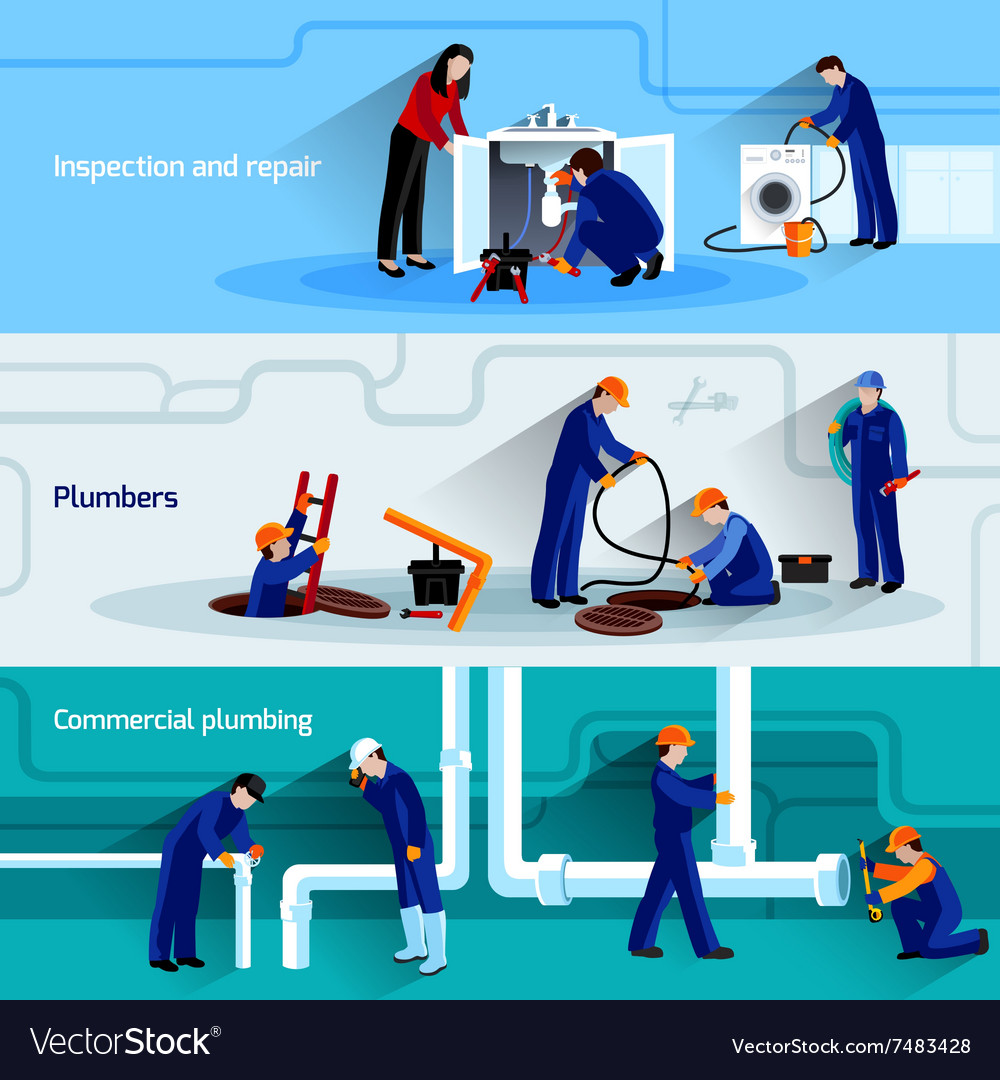 Inspection and repair
Plumbers
Commercial plumbing
VectorStock®
VectorStock.com/7483428